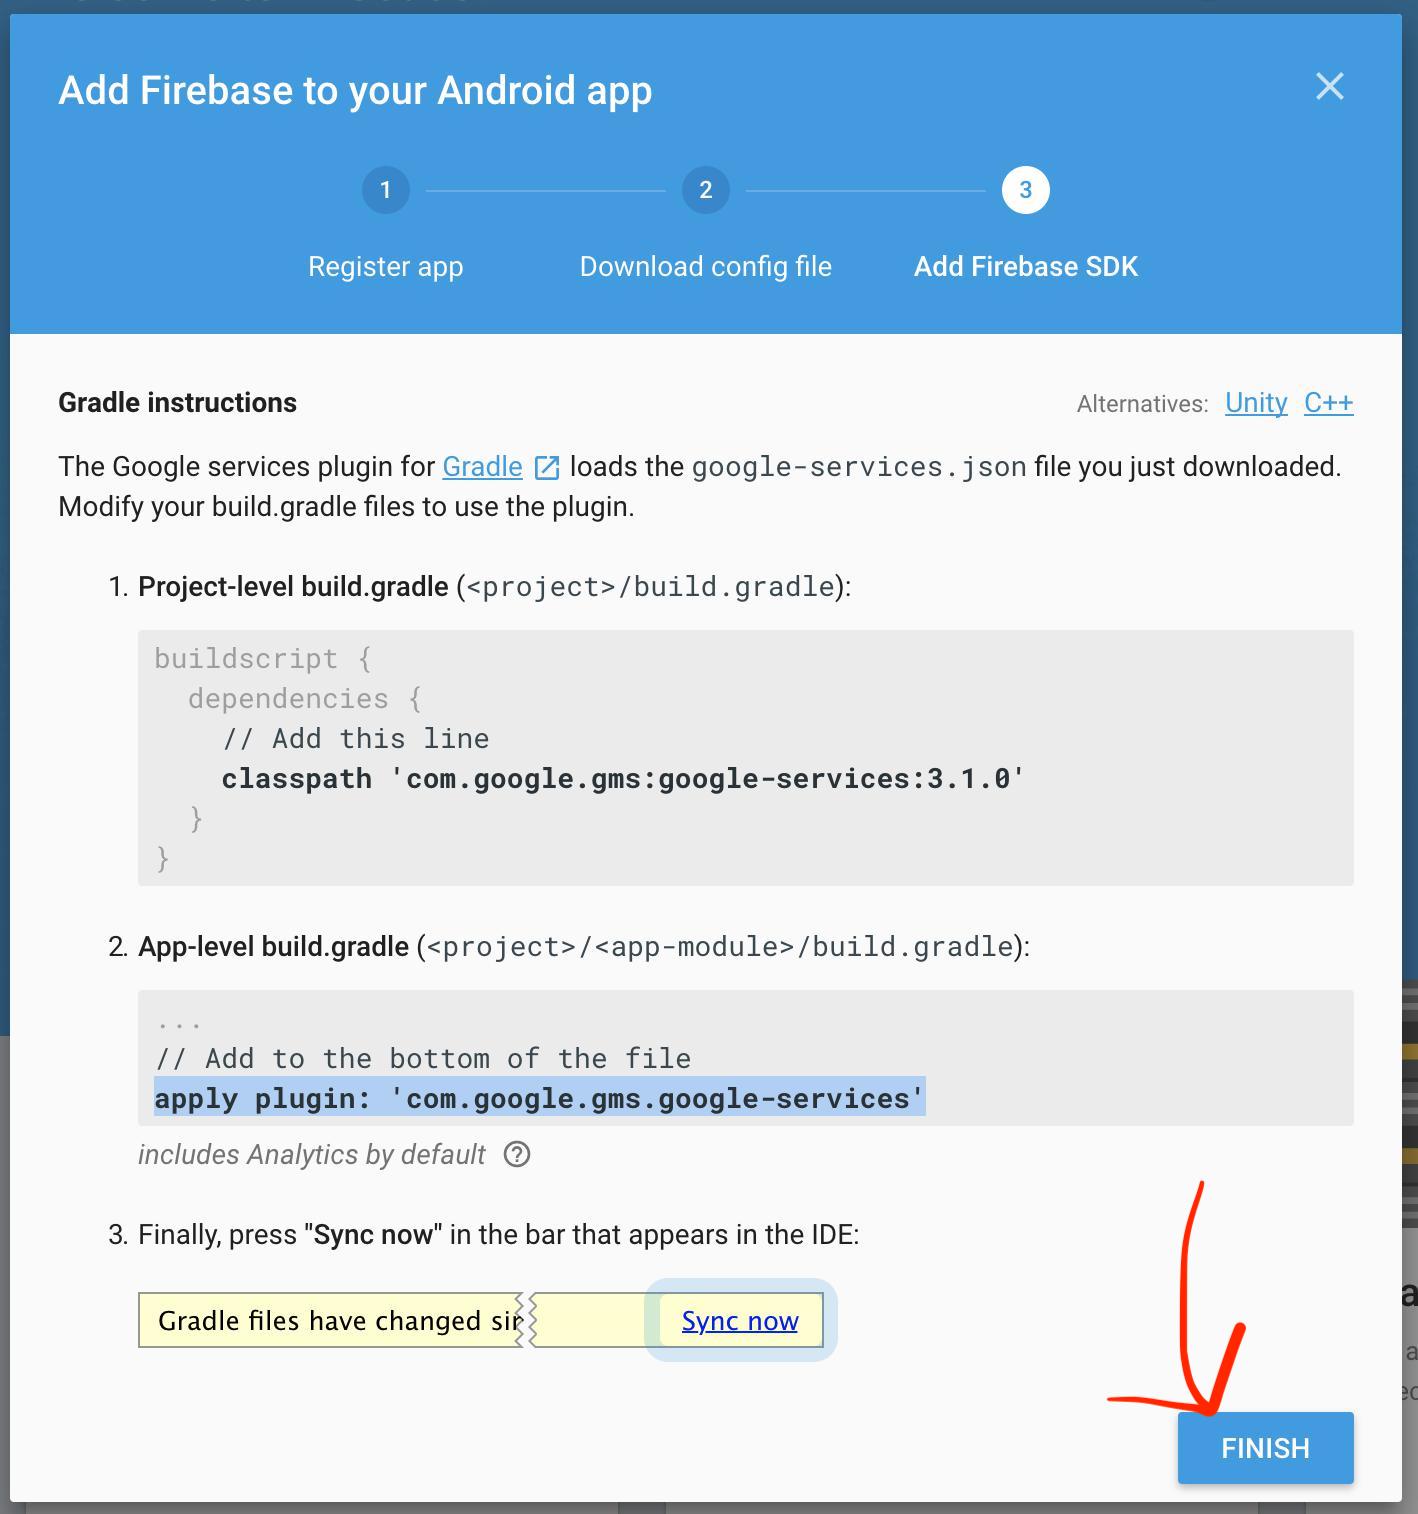 Add Firebase to your Android app
1
2
3
Register app
Download config file
Add Firebase SDK
Gradle instructions
Alternatives: Unity C++
The Google services plugin for Gradle loads the google-services.json file you just downloaded.
Modify your build.gradle files to use the plugin.
1. Project-level build.gradle (<project>/build.gradle):
buildscript {
  dependencies {
    // Add this line
    classpath 'com.google.gms:google-services:3.1.0'
  }
}
2. App-level build.gradle (<project>/<app-module>/build.gradle):
...
// Add to the bottom of the file
apply plugin: 'com.google.gms.google-services'
includes Analytics by default ?
3. Finally, press "Sync now" in the bar that appears in the IDE:
Gradle files have changed sin Sync now
FINISH